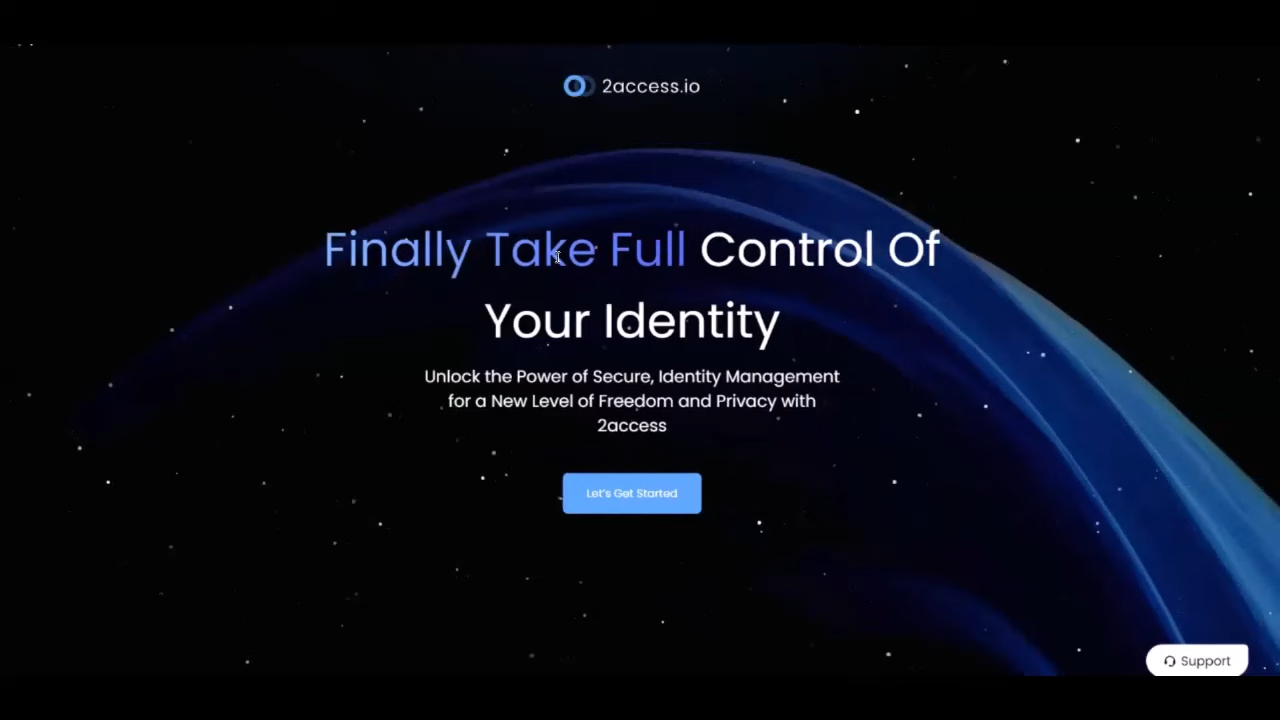 2access.io
Finally Take Full Control Of
Your Identity
Unlock the Power of Secure, Identity Management
for a New Level of Freedom and Privacy with
2access
Let's Get Started
Support